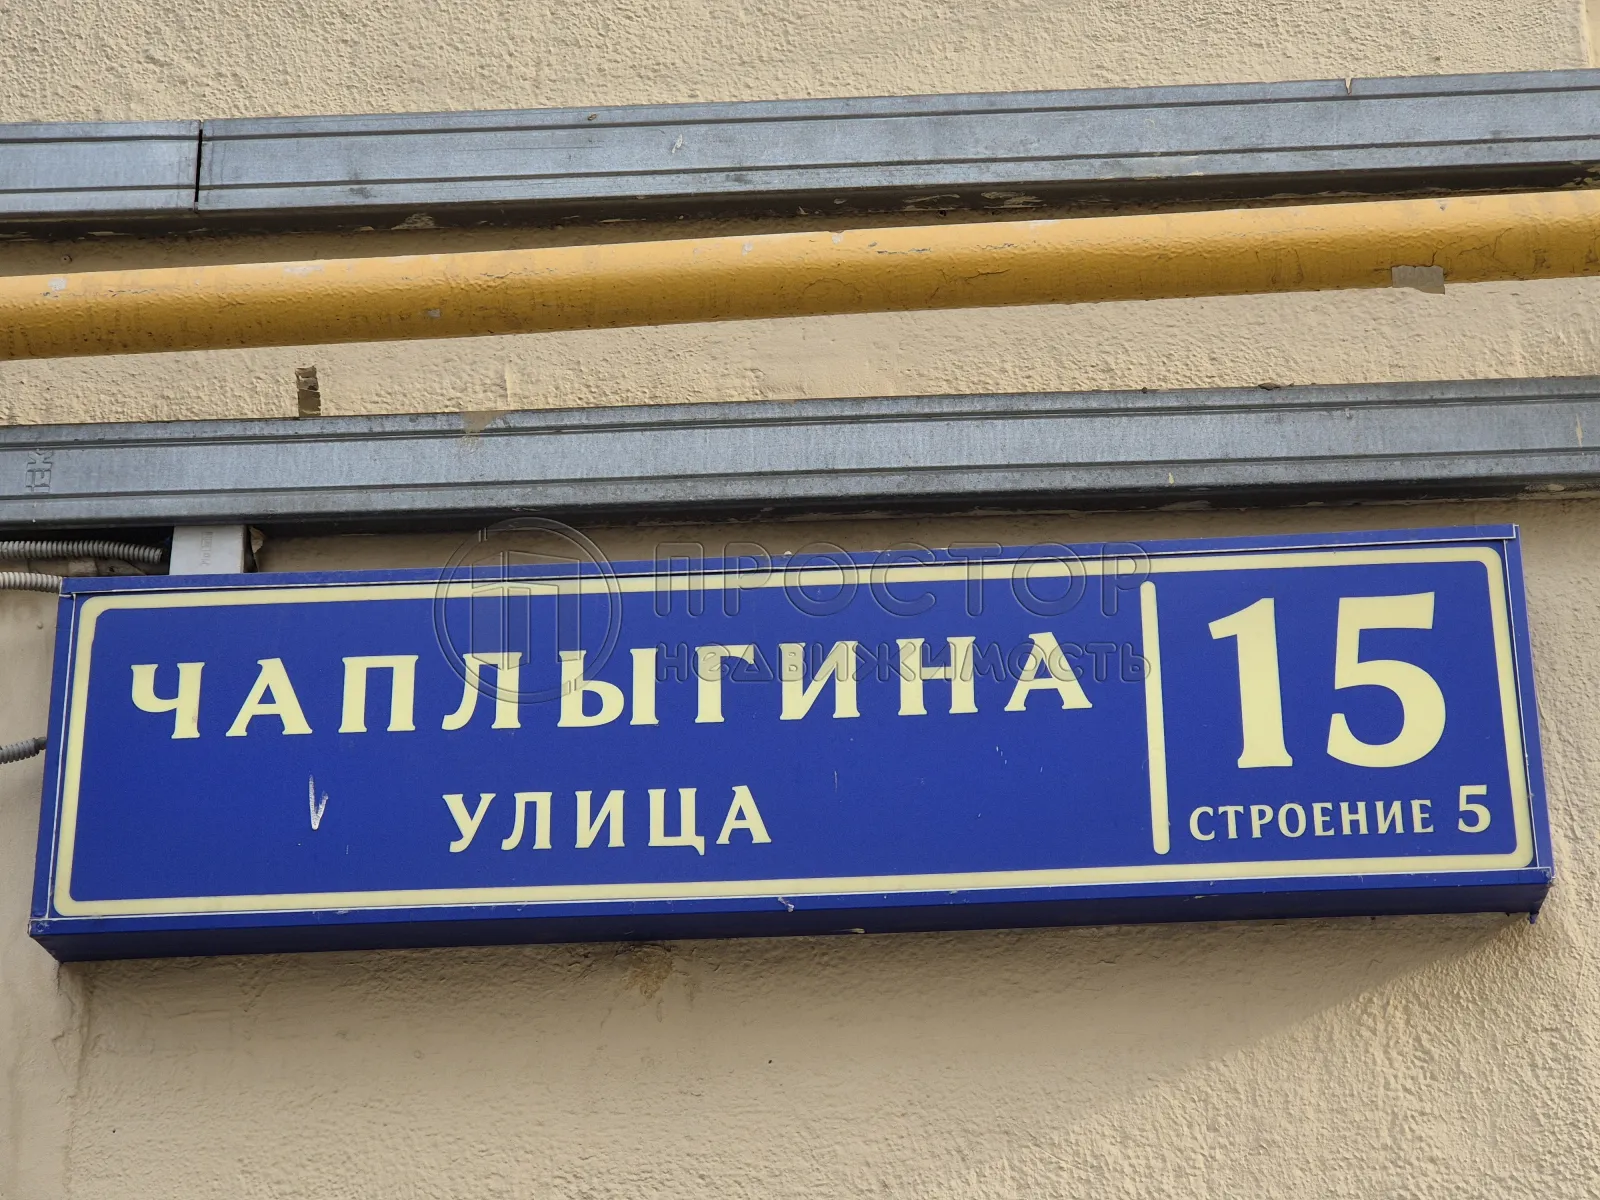 ПРОСТОР
НЕДВИЖИМОСТЬ
ЧАПЛЫГИНА
УЛИЦА
15
СТРОЕНИЕ 5